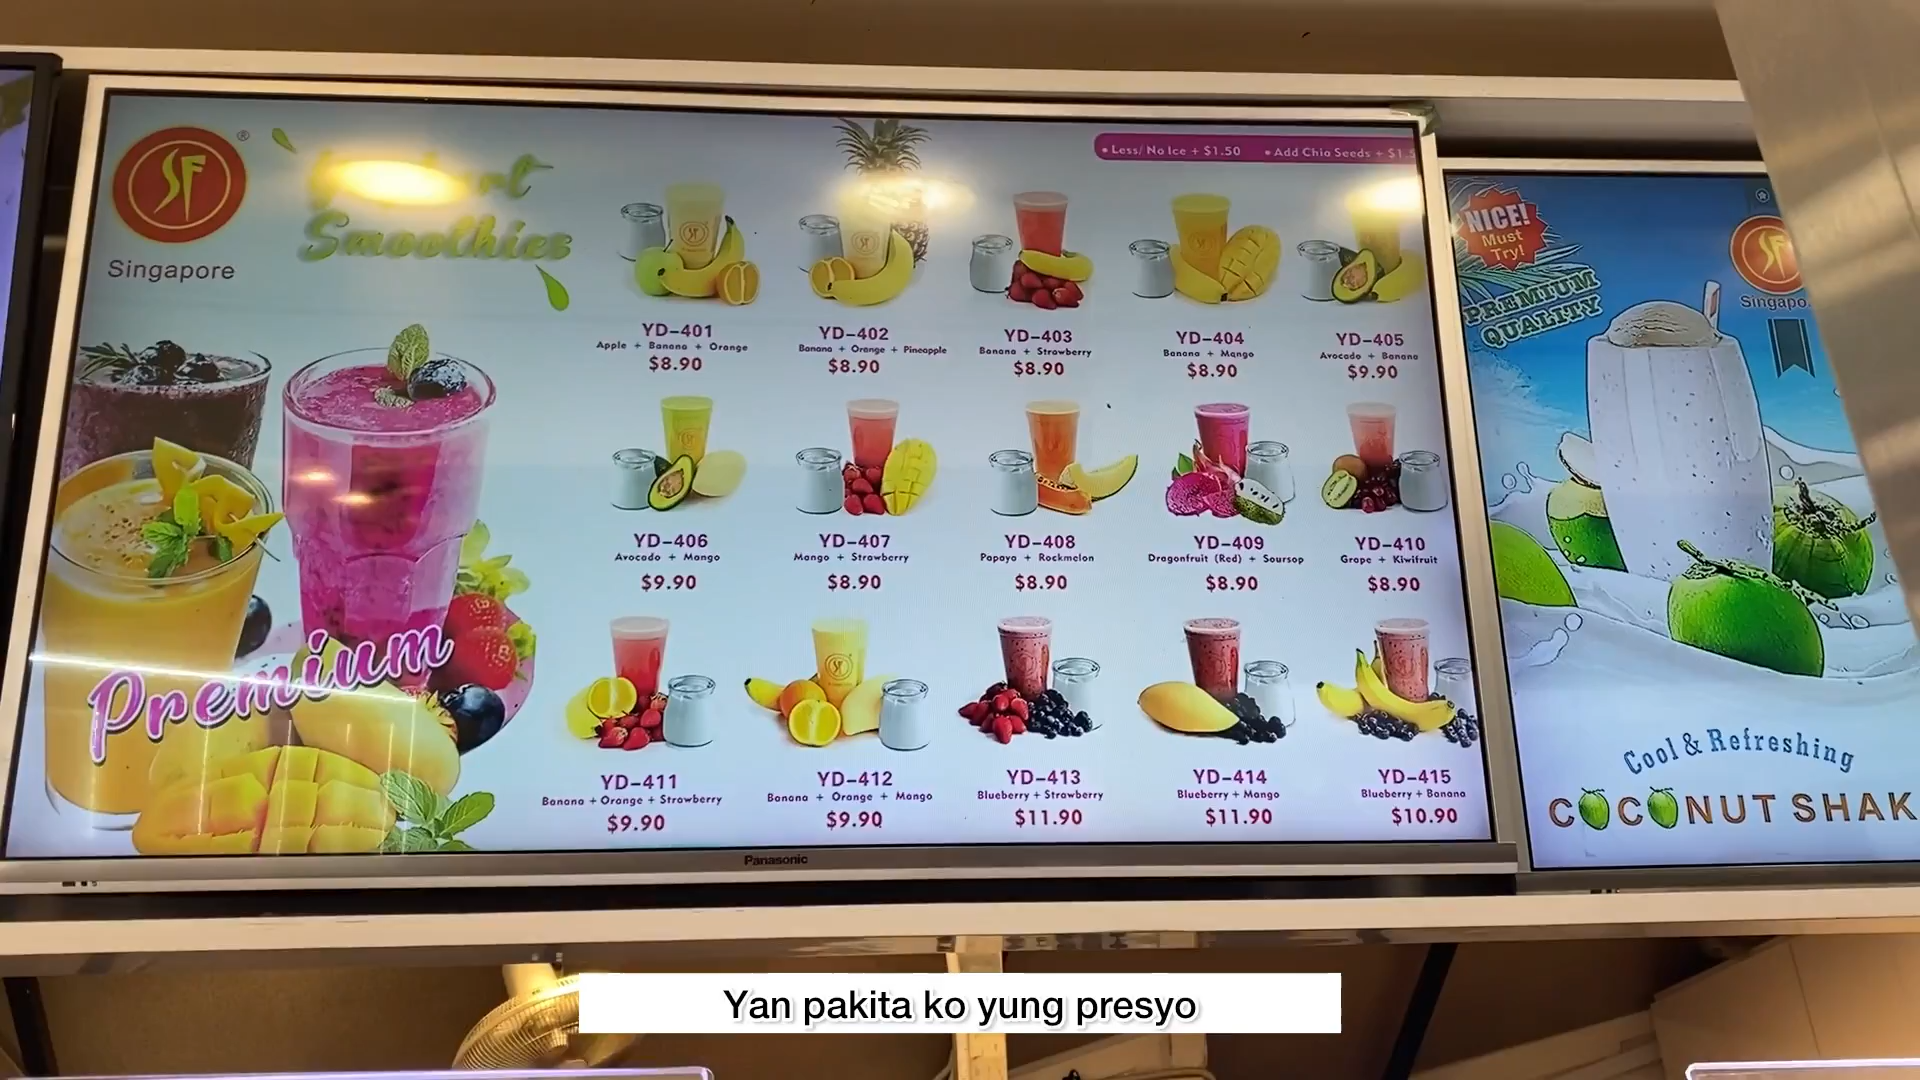 SF
®
Singapore
Smoothies
Premium
• Less/ No Ice + $1.50
• Add Chia Seeds + $1.5
YD-401
Apple + Banana + Orange
$8.90
YD-402
Banana + Orange + Pineapple
$8.90
YD-403
Banana + Strawberry
$8.90
YD-404
Banana + Mango
$8.90
YD-405
Avocado + Banana
$9.90
YD-406
Avocado + Mango
$9.90
YD-407
Mango + Strawberry
$8.90
YD-408
Papaya + Rockmelon
$8.90
YD-409
Dragonfruit (Red) + Soursop
$8.90
YD-410
Grape + Kiwifruit
$8.90
YD-411
Banana + Orange + Strawberry
$9.90
YD-412
Banana + Orange + Mango
$9.90
YD-413
Blueberry + Strawberry
$11.90
YD-414
Blueberry + Mango
$11.90
YD-415
Blueberry + Banana
$10.90
Panasonic
NICE!
Must
Try!
PREMIUM
QUALITY
SF
Singapo
Cool & Refreshing
COCONUT SHAK
Yan pakita ko yung presyo